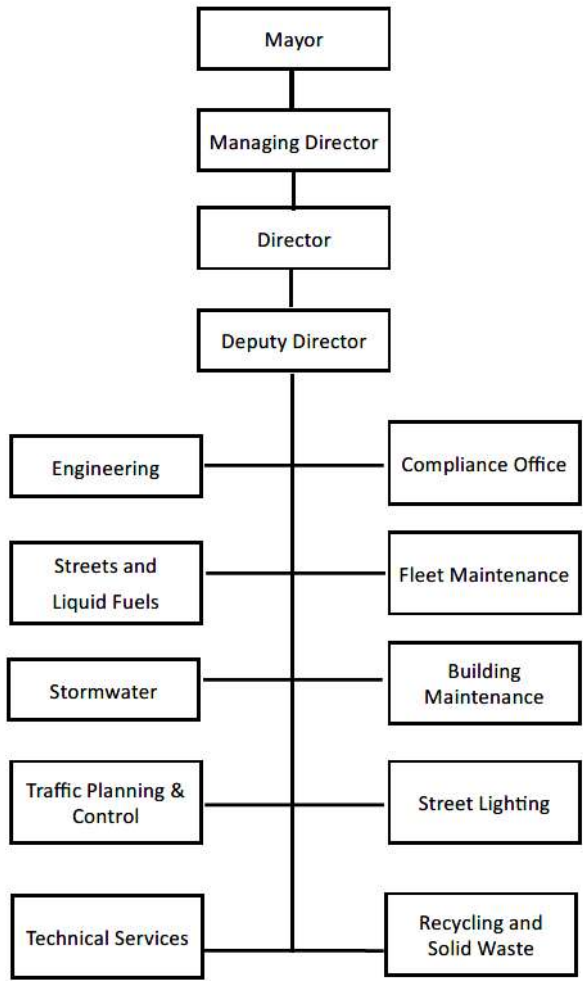 Mayor
Managing Director
Director
Deputy Director
Engineering
Compliance Office
Streets and
Liquid Fuels
Fleet Maintenance
Stormwater
Building
Maintenance
Traffic Planning &
Control
Street Lighting
Technical Services
Recycling and
Solid Waste